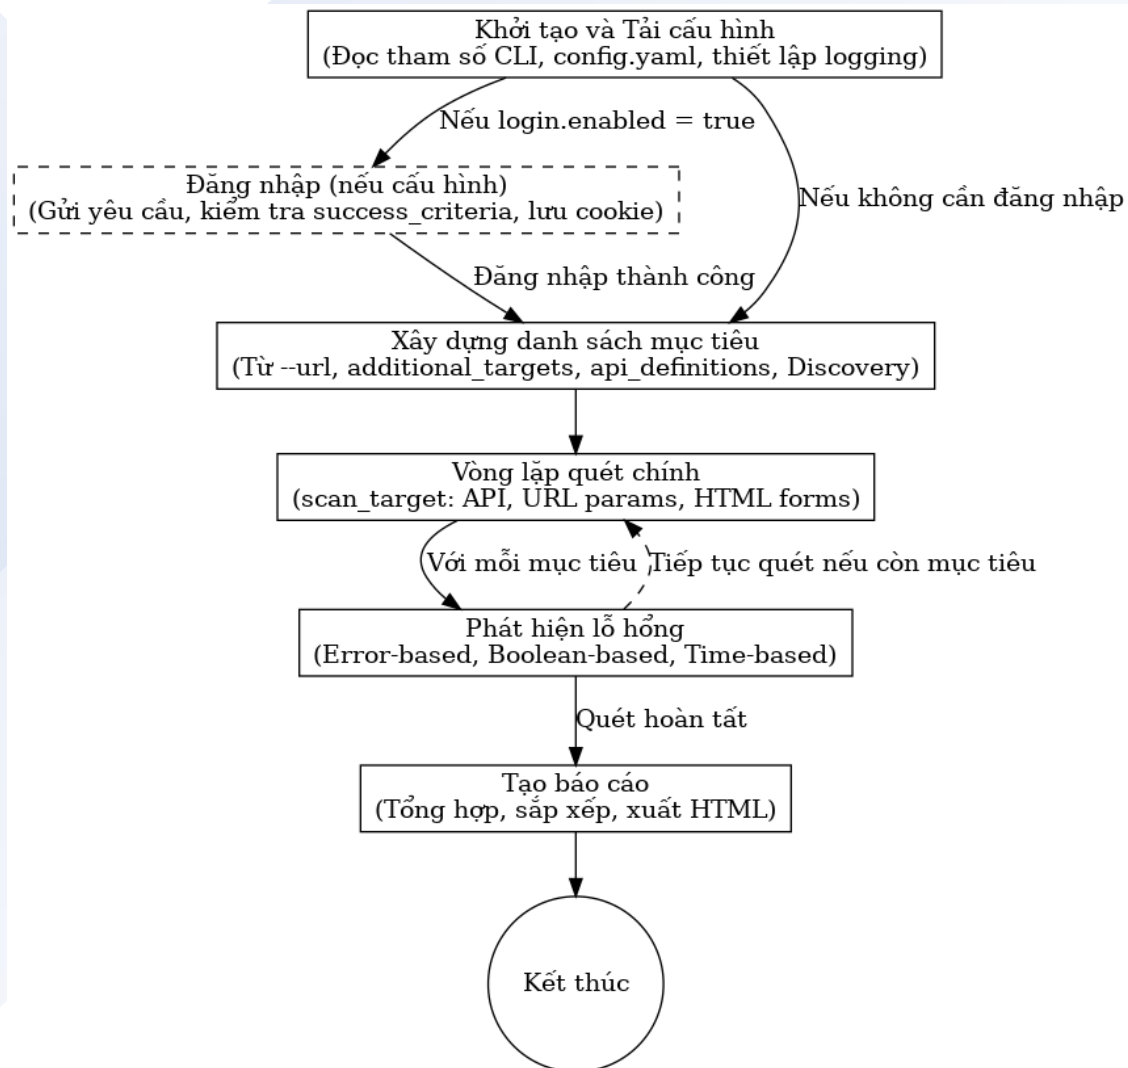 Khởi tạo và Tải cấu hình
(Đọc tham số CLI, config.yaml, thiết lập logging)
Nếu login.enabled = true
Đăng nhập (nếu cấu hình)
(Gửi yêu cầu, kiểm tra success_criteria, lưu cookie)
Nếu không cần đăng nhập
Đăng nhập thành công
Xây dựng danh sách mục tiêu
(Từ --url, additional_targets, api_definitions, Discovery)
Vòng lặp quét chính
(scan_target: API, URL params, HTML forms)
Với mỗi mục tiêu
Tiếp tục quét nếu còn mục tiêu
Phát hiện lỗ hổng
(Error-based, Boolean-based, Time-based)
Quét hoàn tất
Tạo báo cáo
(Tổng hợp, sắp xếp, xuất HTML)
Kết thúc